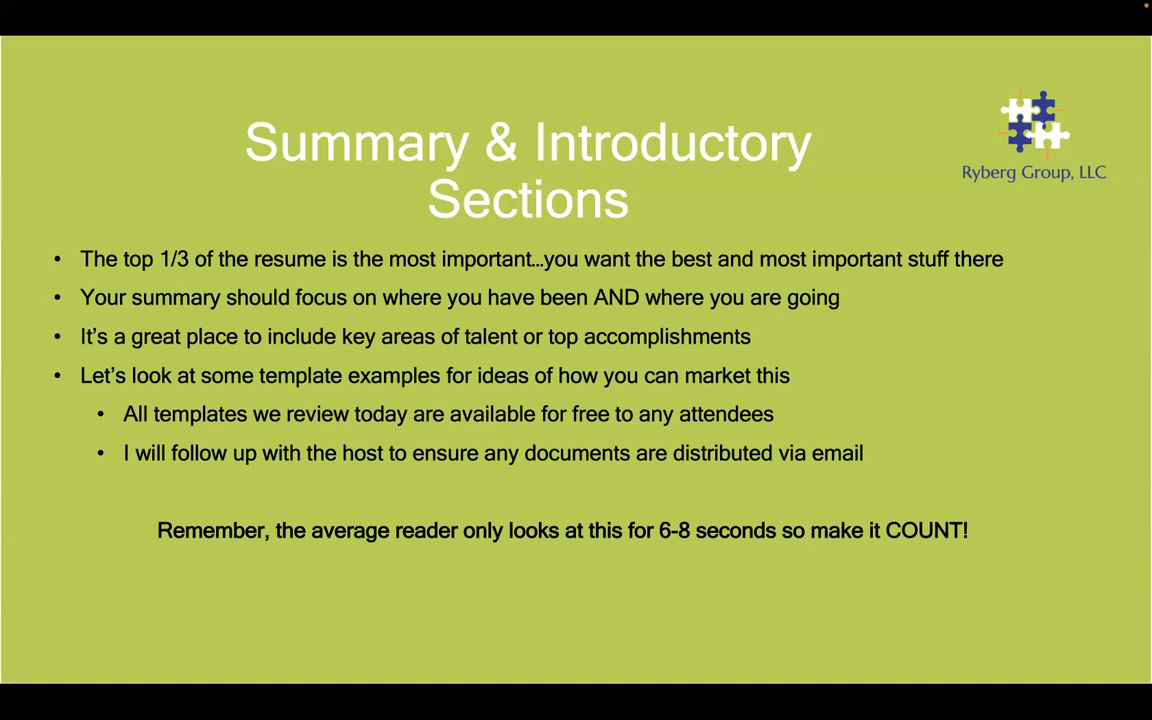 Summary & Introductory
Sections
Ryberg Group, LLC
• The top 1/3 of the resume is the most important…you want the best and most important stuff there
• Your summary should focus on where you have been AND where you are going
• It’s a great place to include key areas of talent or top accomplishments
• Let’s look at some template examples for ideas of how you can market this
• All templates we review today are available for free to any attendees
• I will follow up with the host to ensure any documents are distributed via email
Remember, the average reader only looks at this for 6-8 seconds so make it COUNT!